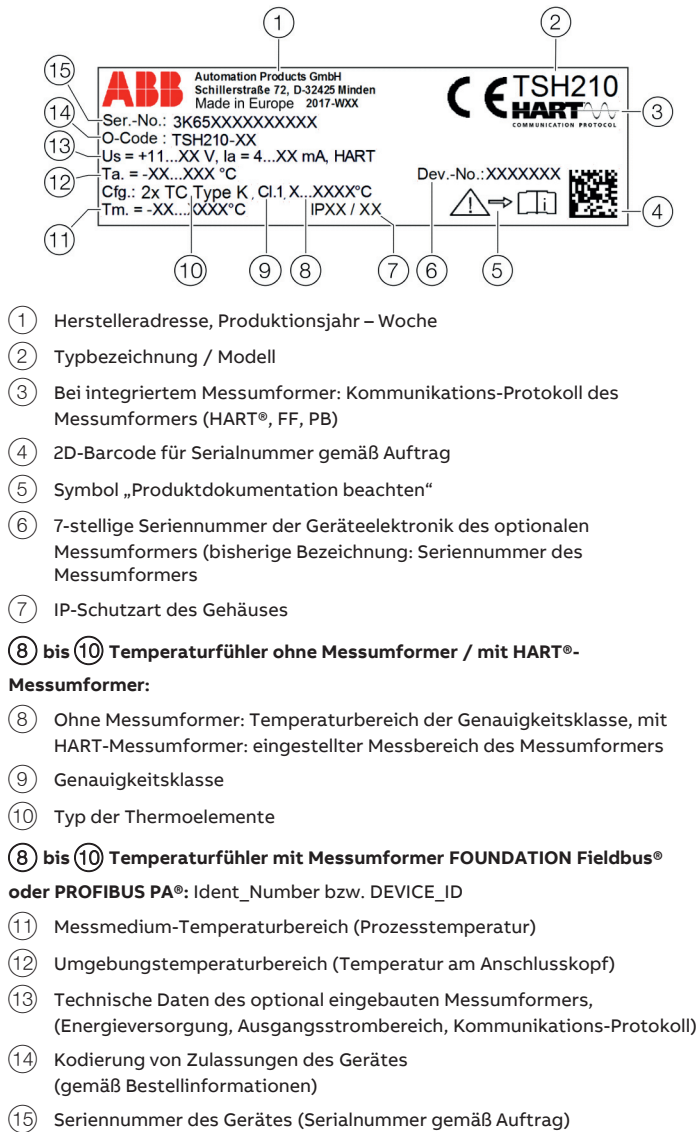 1
2
ABB
Automation Products GmbH
Schillerstraße 72, D-32425 Minden
Made in Europe 2017-WXX
CE
TSH210
HART
COMMUNICATION PROTOCOL
3
15
Ser.-No.: 3K65XXXXXXXXXX
14
O-Code : TSH210-XX
13
Us = +11...XX V, Ia = 4...XX mA, HART
12
Ta. = -XX...XXX °C
Dev.-No.:XXXXXXX
Cfg.: 2x TC Type K , Cl.1, X...XXXX°C
Tm. = -XX...XXXX°C IPXX / XX
i
4
11
10
9
8
7
6
5
1 Herstelleradresse, Produktionsjahr – Woche
2 Typbezeichnung / Modell
3 Bei integriertem Messumformer: Kommunikations-Protokoll des
Messumformers (HART®, FF, PB)
4 2D-Barcode für Serialnummer gemäß Auftrag
5 Symbol „Produktdokumentation beachten“
6 7-stellige Seriennummer der Geräteelektronik des optionalen
Messumformers (bisherige Bezeichnung: Seriennummer des
Messumformers
7 IP-Schutzart des Gehäuses
8 bis 10 Temperaturfühler ohne Messumformer / mit HART®-
Messumformer:
8 Ohne Messumformer: Temperaturbereich der Genauigkeitsklasse, mit
HART-Messumformer: eingestellter Messbereich des Messumformers
9 Genauigkeitsklasse
10 Typ der Thermoelemente
8 bis 10 Temperaturfühler mit Messumformer FOUNDATION Fieldbus®
oder PROFIBUS PA®: Ident_Number bzw. DEVICE_ID
11 Messmedium-Temperaturbereich (Prozesstemperatur)
12 Umgebungstemperaturbereich (Temperatur am Anschlusskopf)
13 Technische Daten des optional eingebauten Messumformers,
(Energieversorgung, Ausgangsstrombereich, Kommunikations-Protokoll)
14 Kodierung von Zulassungen des Gerätes
(gemäß Bestellinformationen)
15 Seriennummer des Gerätes (Serialnummer gemäß Auftrag)